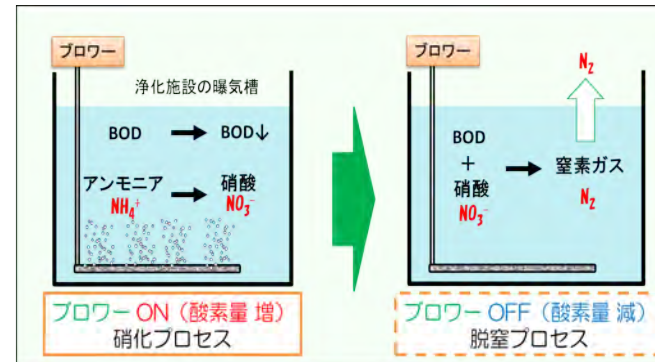 ブロワー
浄化施設の曝気槽
BOD
BOD↓
アンモニア
NH₄⁺
硝酸
NO₃⁻
ブロワー ON（酸素量 増）
硝化プロセス
ブロワー
N₂
BOD
+
硝酸
NO₃⁻
窒素ガス
N₂
ブロワー OFF（酸素量 減）
脱窒プロセス